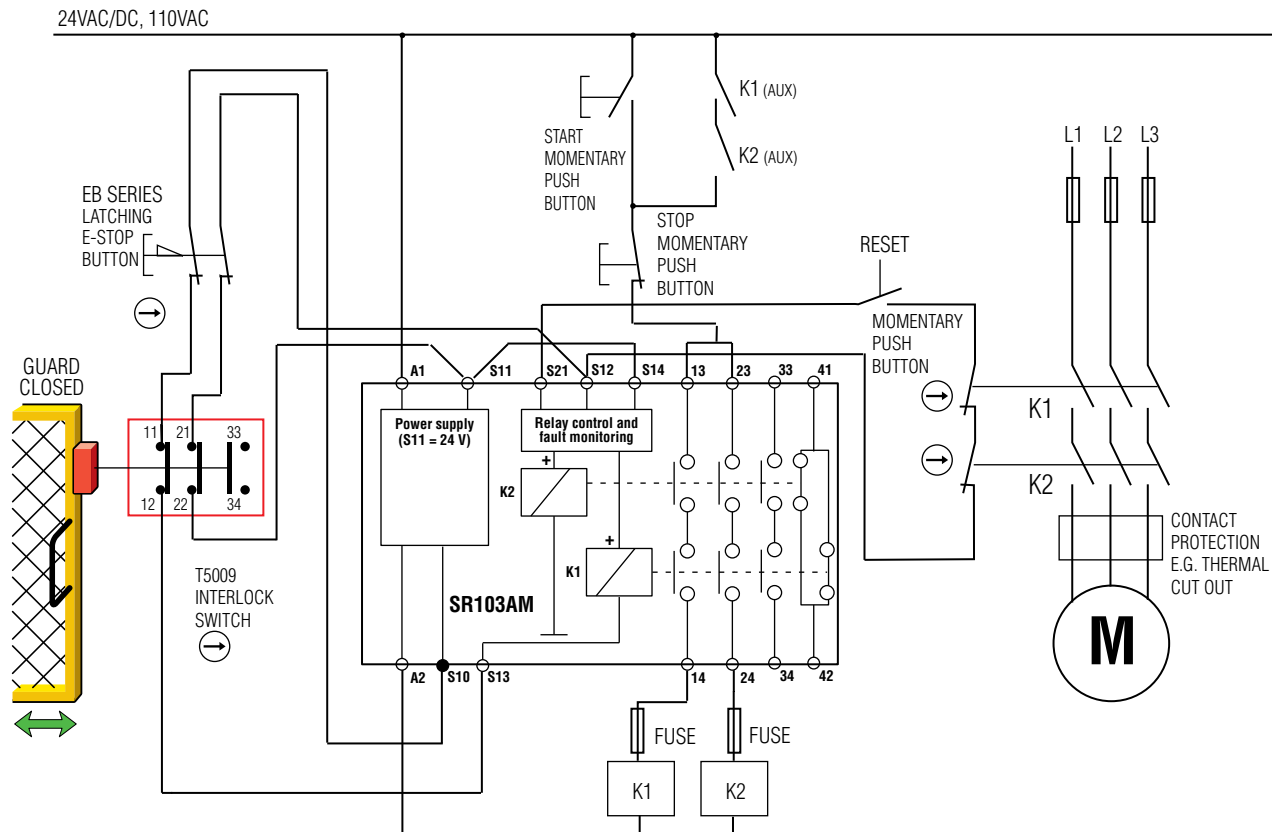 24VAC/DC, 110VAC
K1 (AUX)
START
MOMENTARY
PUSH
BUTTON
K2 (AUX)
L1 L2 L3
EB SERIES
LATCHING
E-STOP
BUTTON
STOP
MOMENTARY
PUSH
BUTTON
RESET
MOMENTARY
PUSH
BUTTON
GUARD
CLOSED
A1 S11 S21 S12 S14 13 23 33 41
K1
Power supply
(S11 = 24 V)
Relay control and
fault monitoring
11 21 33
+
K2
K2
12 22 34
CONTACT
PROTECTION
E.G. THERMAL
CUT OUT
+
K1
T5009
INTERLOCK
SWITCH
SR103AM
M
A2 S10 S13 14 24 34 42
FUSE FUSE
K1 K2